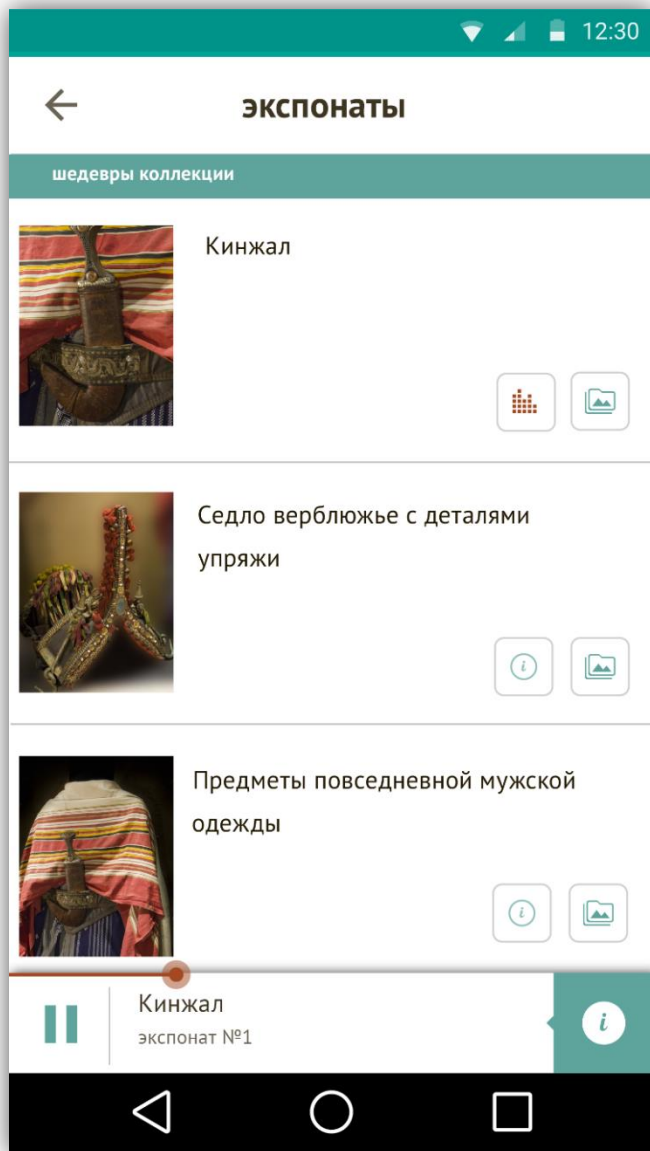 12:30
экспонаты
шедевры коллекции
Кинжал
Седло верблюжье с деталями
упряжи
Предметы повседневной мужской
одежды
Кинжал
экспонат №1